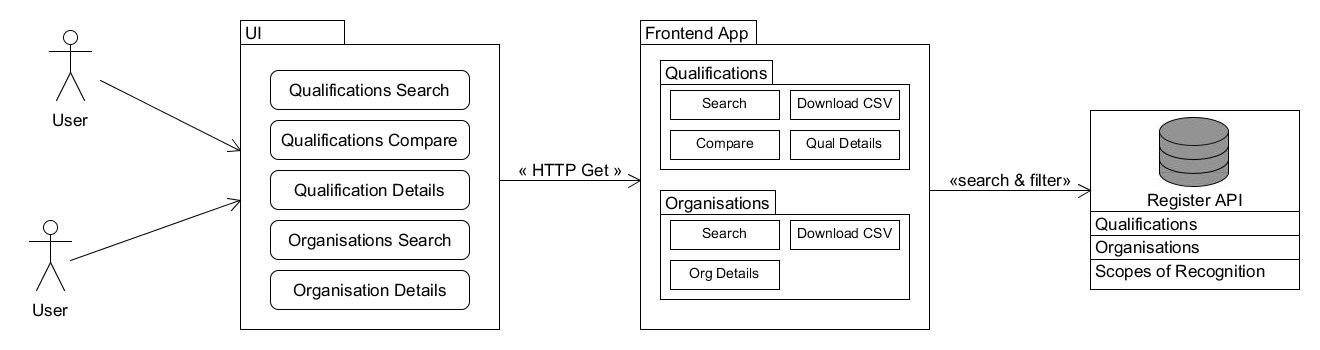 User
User
UI
Qualifications Search
Qualifications Compare
Qualification Details
Organisations Search
Organisation Details
« HTTP Get »
Frontend App
Qualifications
Search
Download CSV
Compare
Qual Details
Organisations
Search
Download CSV
Org Details
«search & filter»
Register API
Qualifications
Organisations
Scopes of Recognition